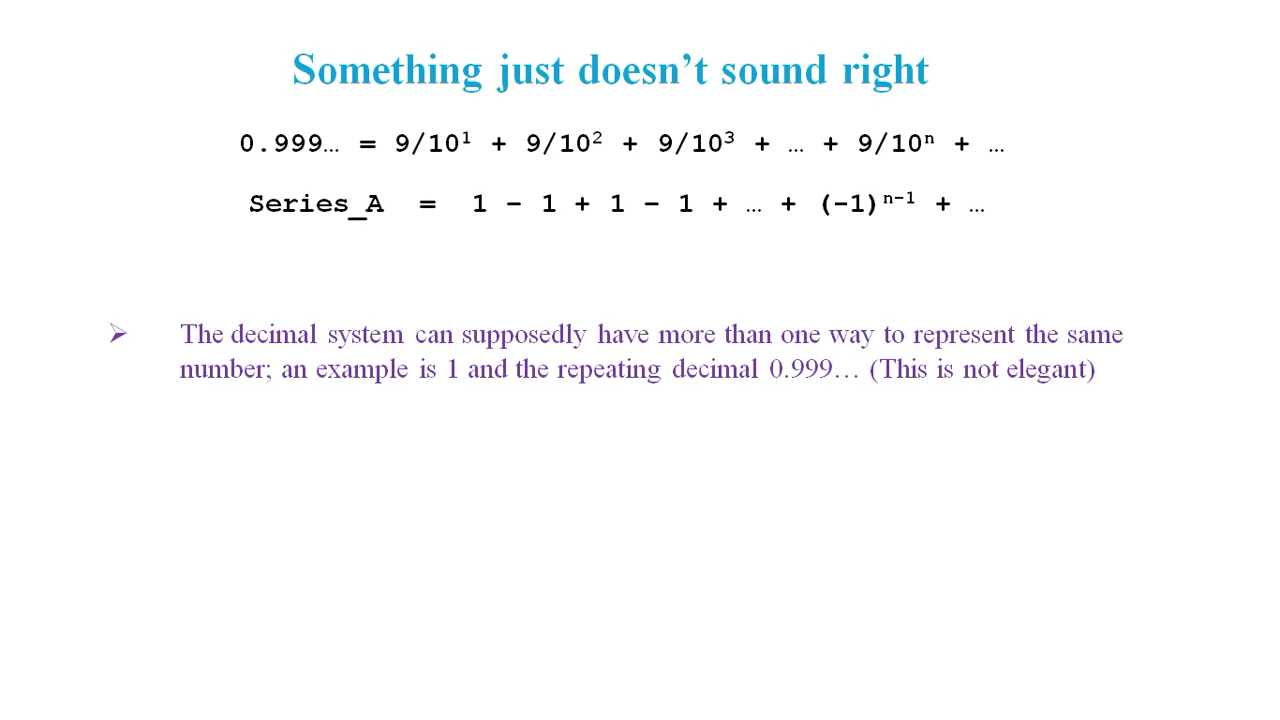 Something just doesn’t sound right
0.999… = 9/10¹ + 9/10² + 9/10³ + … + 9/10ⁿ + …
Series_A = 1 – 1 + 1 – 1 + … + (–1)ⁿ⁻¹ + …
➢ The decimal system can supposedly have more than one way to represent the same
number; an example is 1 and the repeating decimal 0.999… (This is not elegant)